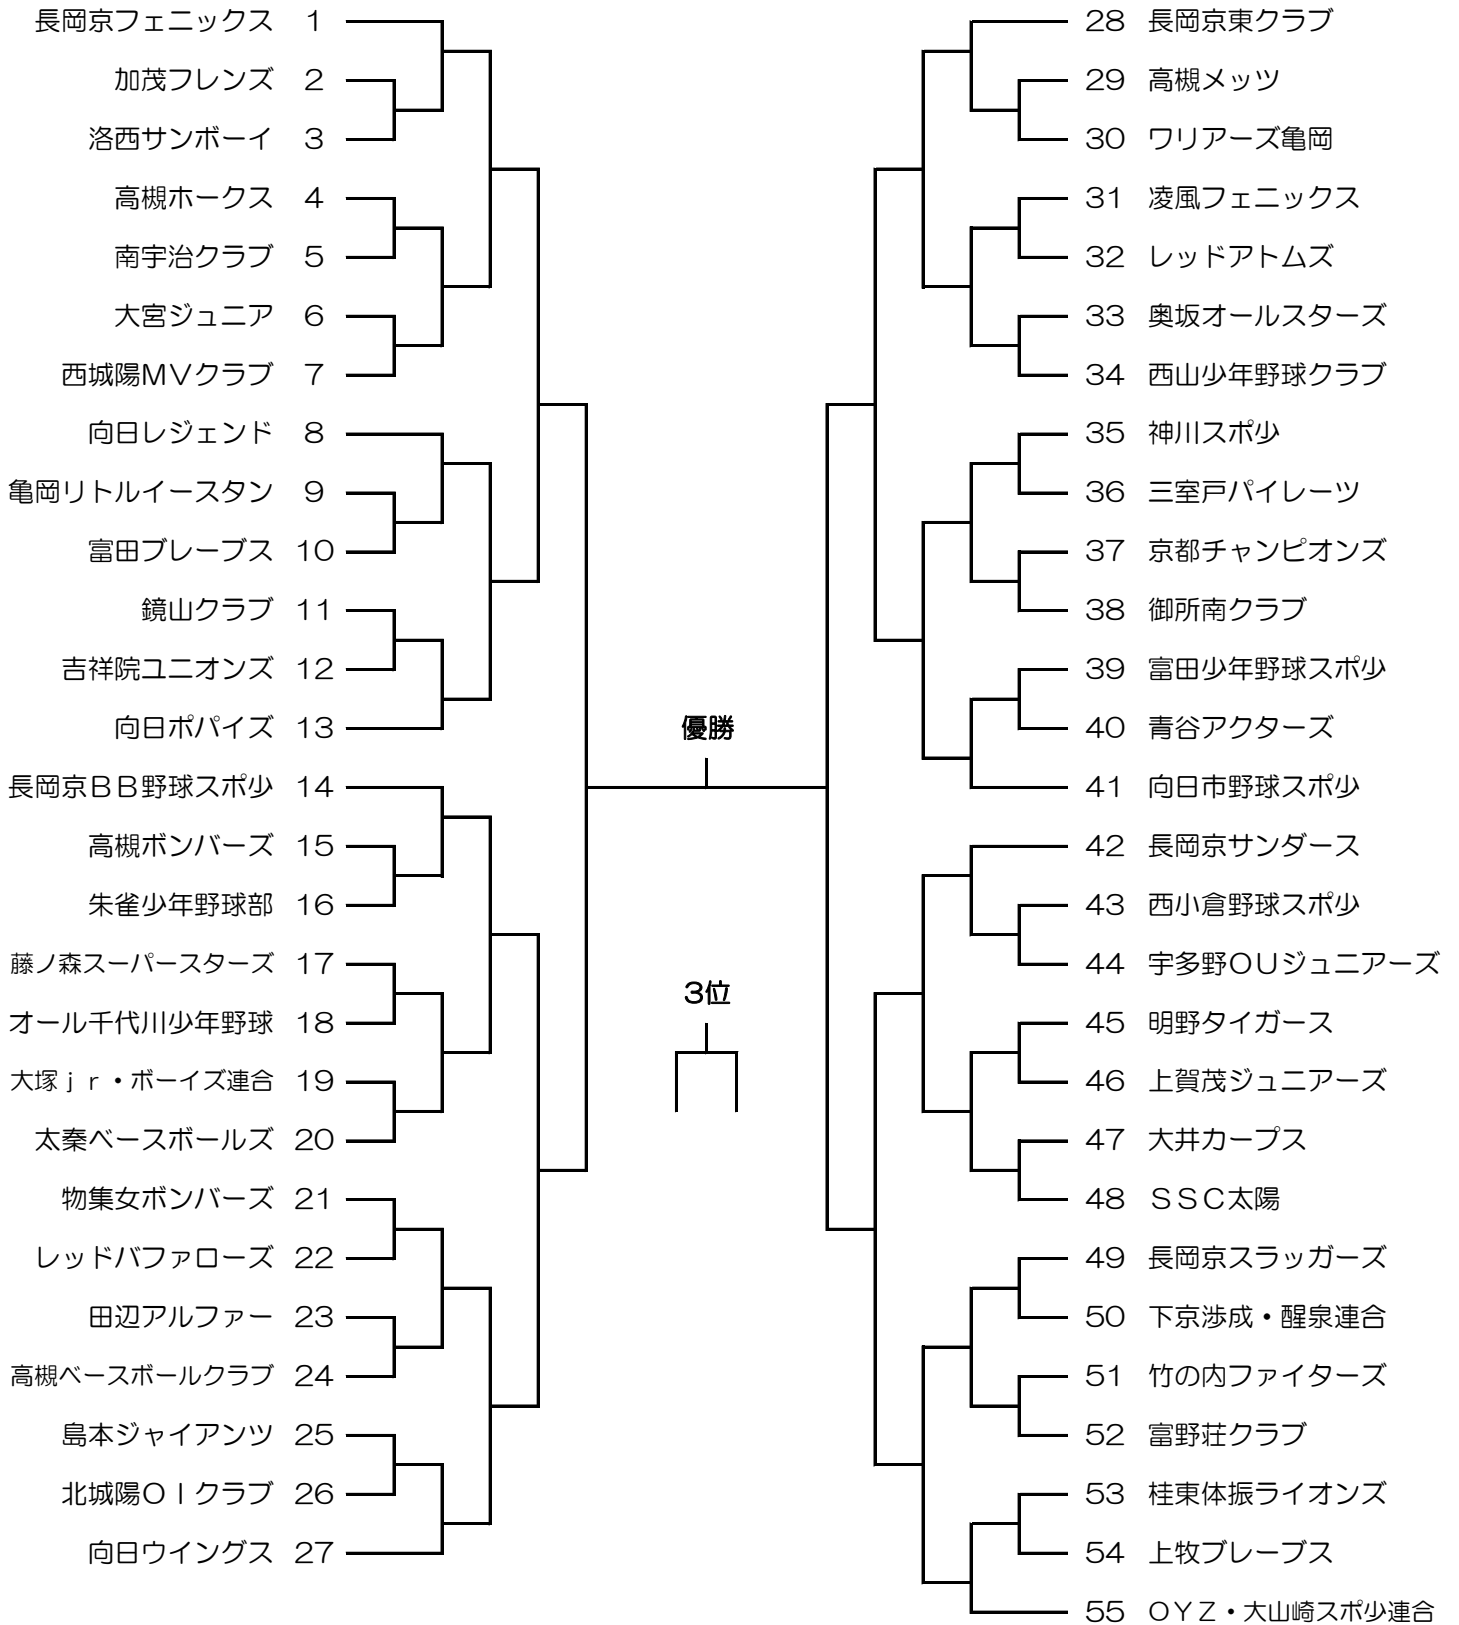 長岡京フェニックス 1
加茂フレンズ 2
洛西サンボーイ 3
高槻ホークス 4
南宇治クラブ 5
大宮ジュニア 6
西城陽ＭＶクラブ 7
向日レジェンド 8
亀岡リトルイースタン 9
富田ブレーブス 10
鏡山クラブ 11
吉祥院ユニオンズ 12
向日ポパイズ 13
長岡京ＢＢ野球スポ少 14
高槻ボンバーズ 15
朱雀少年野球部 16
藤ノ森スーパースターズ 17
オール千代川少年野球 18
大塚ｊｒ・ボーイズ連合 19
太秦ベースボールズ 20
物集女ボンバーズ 21
レッドバファローズ 22
田辺アルファー 23
高槻ベースボールクラブ 24
島本ジャイアンツ 25
北城陽ＯＩクラブ 26
向日ウイングス 27
優勝
3位
28 長岡京東クラブ
29 高槻メッツ
30 ワリアーズ亀岡
31 凌風フェニックス
32 レッドアトムズ
33 奥坂オールスターズ
34 西山少年野球クラブ
35 神川スポ少
36 三室戸パイレーツ
37 京都チャンピオンズ
38 御所南クラブ
39 富田少年野球スポ少
40 青谷アクターズ
41 向日市野球スポ少
42 長岡京サンダース
43 西小倉野球スポ少
44 宇多野ＯＵジュニアーズ
45 明野タイガース
46 上賀茂ジュニアーズ
47 大井カープス
48 ＳＳＣ太陽
49 長岡京スラッガーズ
50 下京渉成・醒泉連合
51 竹の内ファイターズ
52 富野荘クラブ
53 桂東体振ライオンズ
54 上牧ブレーブス
55 ＯＹＺ・大山崎スポ少連合